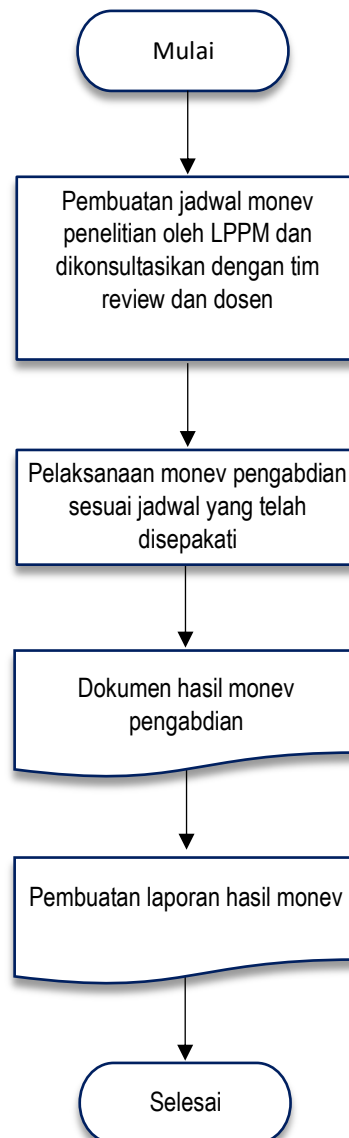 Mulai
Pembuatan jadwal monev
penelitian oleh LPPM dan
dikonsultasikan dengan tim
review dan dosen
Pelaksanaan monev pengabdian
sesuai jadwal yang telah
disepakati
Dokumen hasil monev
pengabdian
Pembuatan laporan hasil monev
Selesai